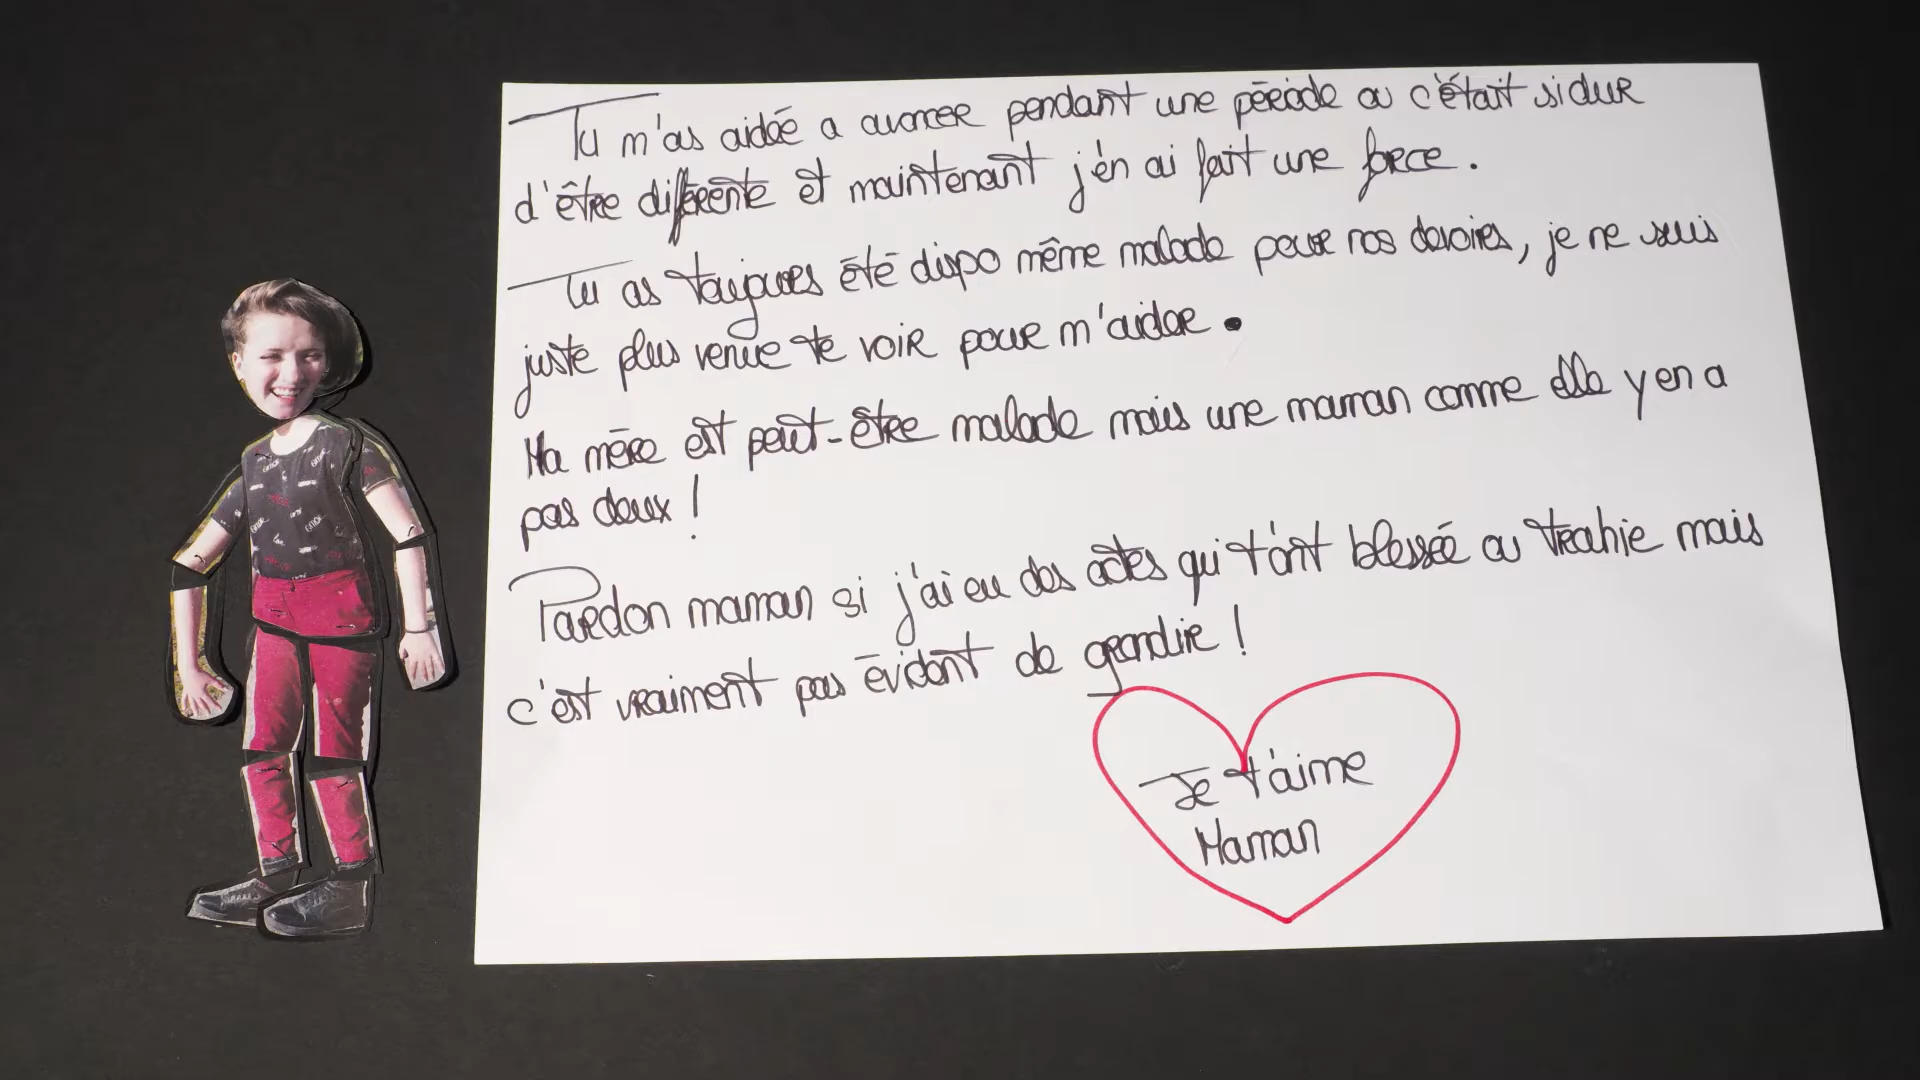 Tu m'as aidée a avancer pendant une période ou c'était si dur
d'être différente et maintenant j'en ai fait une force.
Tu as toujours été dispo même malade pour nos devoirs, je ne suis
juste plus venue te voir pour m'aider.
Ma mère est peut-être malade mais une maman comme elle y en a
pas deux !
Pardon maman si j'ai eu des actes qui t'ont blessée ou trahie mais
c'est vraiment pas évident de grandir !
Je t'aime
Maman